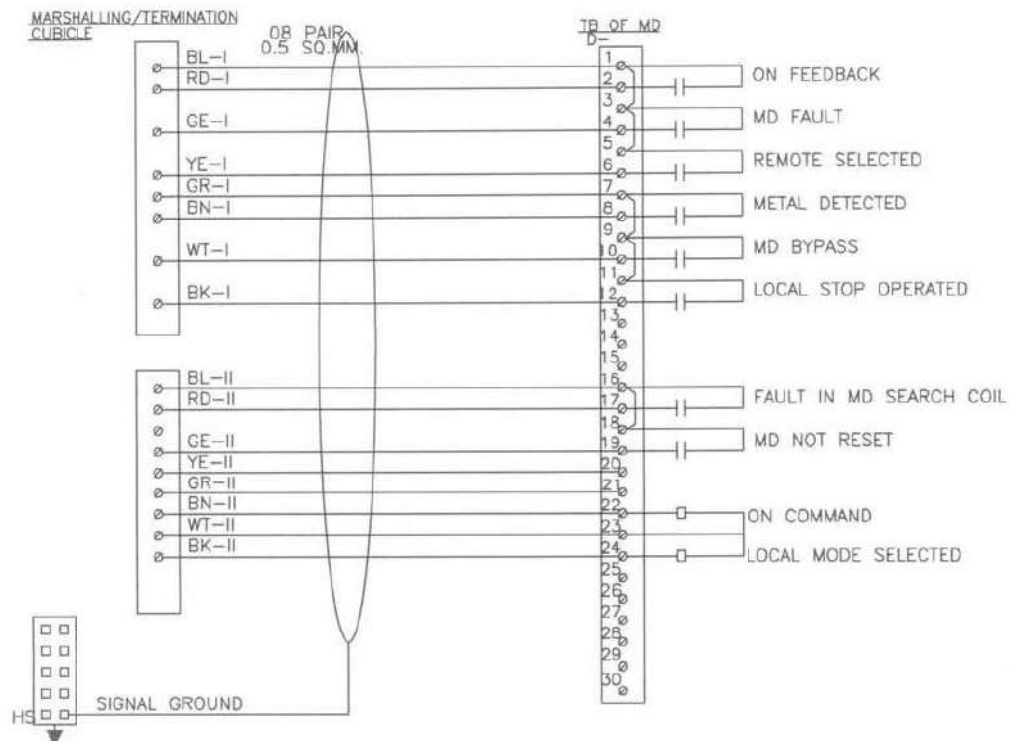 MARSHALLING/TERMINATION
CUBICLE
08 PAIR
0.5 SQ.MM.
TB OF MD
D-
BL-I
RD-I
GE-I
YE-I
GR-I
BN-I
WT-I
BK-I
BL-II
RD-II
GE-II
YE-II
GR-II
BN-II
WT-II
BK-II
1
2
3
4
5
6
7
8
9
10
11
12
13
14
15
16
17
18
19
20
21
22
23
24
25
26
27
28
29
30
ON FEEDBACK
MD FAULT
REMOTE SELECTED
METAL DETECTED
MD BYPASS
LOCAL STOP OPERATED
FAULT IN MD SEARCH COIL
MD NOT RESET
ON COMMAND
LOCAL MODE SELECTED
SIGNAL GROUND
HS